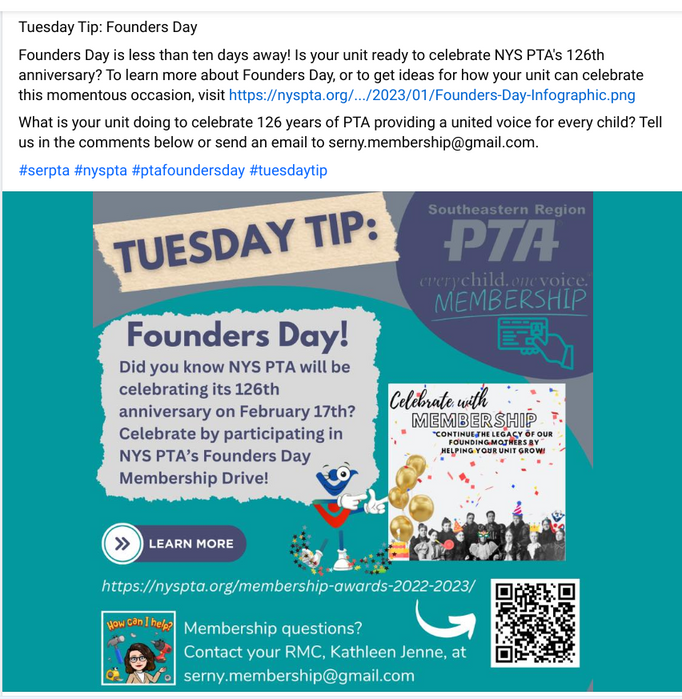 Tuesday Tip: Founders Day
Founders Day is less than ten days away! Is your unit ready to celebrate NYS PTA's 126th
anniversary? To learn more about Founders Day, or to get ideas for how your unit can celebrate
this momentous occasion, visit https://nyspta.org/.../2023/01/Founders-Day-Infographic.png
What is your unit doing to celebrate 126 years of PTA providing a united voice for every child? Tell
us in the comments below or send an email to serny.membership@gmail.com.
#serpta #nyspta #ptafoundersday #tuesdaytip
TUESDAY TIP:
Southeastern Region
PTA
everychild.onevoice.
MEMBERSHIP
Founders Day!
Did you know NYS PTA will be
celebrating its 126th
anniversary on February 17th?
Celebrate by participating in
NYS PTA’s Founders Day
Membership Drive!
Celebrate with
MEMBERSHIP
CONTINUE THE LEGACY OF OUR
FOUNDING MOTHERS BY
HELPING YOUR UNIT GROW!
LEARN MORE
https://nyspta.org/membership-awards-2022-2023/
How can I help?
Membership questions?
Contact your RMC, Kathleen Jenne, at
serny.membership@gmail.com